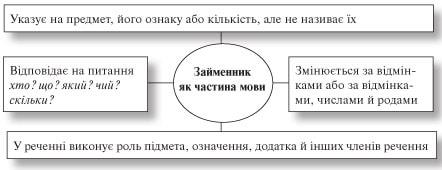 Указує на предмет, його ознаку або кількість, але не називає їх
Відповідає на питання
хто? що? який? чий?
скільки?
Займенник
як частина мови
Змінюється за відмін-
ками або за відмінка-
ми, числами й родами
У реченні виконує роль підмета, означення, додатка й інших членів речення